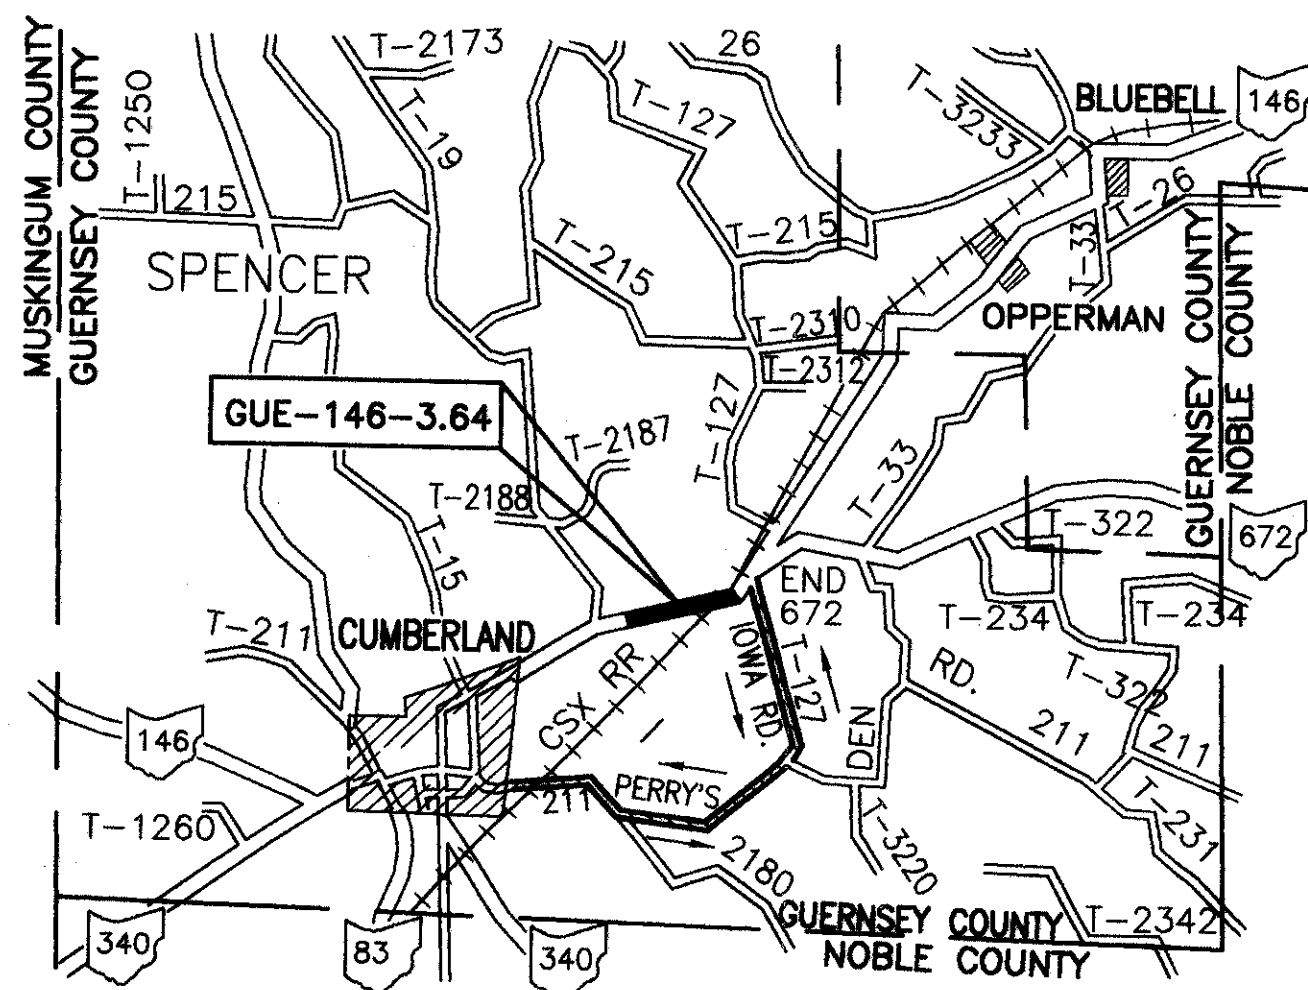 MUSKINGUM COUNTY
GUERNSEY COUNTY
T-1250
215
T-2173
T-19
26
T-127
T-3233
BLUEBELL
146
T-26
T-33
T-215
T-215
SPENCER
OPPERMAN
GUERNSEY COUNTY
NOBLE COUNTY
T-2310
T-2312
GUE-146-3.64
T-127
T-2187
T-2188
T-33
T-15
T-322
672
END
672
T-234
T-234
T-211
CUMBERLAND
IOWA RD.
T-127
RD.
T-322
CSX RR
DEN
211
211
146
PERRY'S
211
T-1260
T-231
T-3220
2180
T-2342
GUERNSEY COUNTY
NOBLE COUNTY
340
83
340